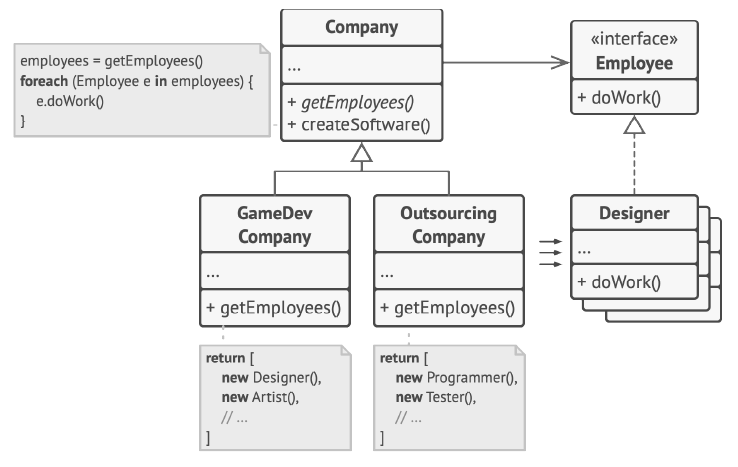 employees = getEmployees()
foreach (Employee e in employees) {
e.doWork()
}
Company
...
+ getEmployees()
+ createSoftware()
«interface»
Employee
+ doWork()
GameDev
Company
...
+ getEmployees()
Outsourcing
Company
...
+ getEmployees()
Designer
...
+ doWork()
return [
new Designer(),
new Artist(),
// ...
]
return [
new Programmer(),
new Tester(),
// ...
]